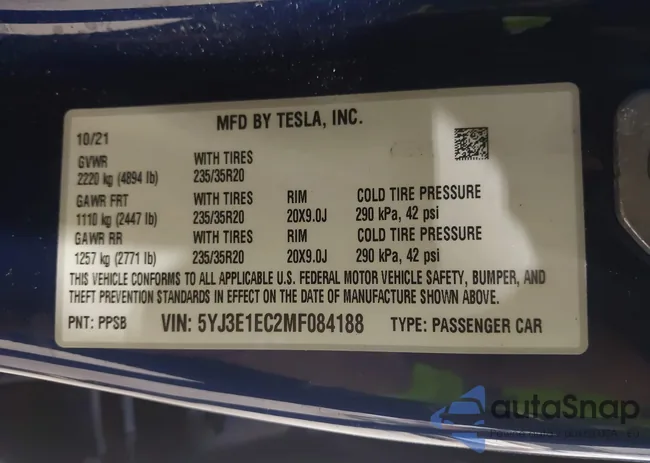 MFD BY TESLA, INC.
10/21
GVWR WITH TIRES
2220 kg (4894 lb) 235/35R20
GAWR FRT WITH TIRES RIM COLD TIRE PRESSURE
1110 kg (2447 lb) 235/35R20 20X9.0J 290 kPa, 42 psi
GAWR RR WITH TIRES RIM COLD TIRE PRESSURE
1257 kg (2771 lb) 235/35R20 20X9.0J 290 kPa, 42 psi
THIS VEHICLE CONFORMS TO ALL APPLICABLE U.S. FEDERAL MOTOR VEHICLE SAFETY, BUMPER, AND
THEFT PREVENTION STANDARDS IN EFFECT ON THE DATE OF MANUFACTURE SHOWN ABOVE.
PNT: PPSB VIN: 5YJ3E1EC2MF084188 TYPE: PASSENGER CAR
autoSnap